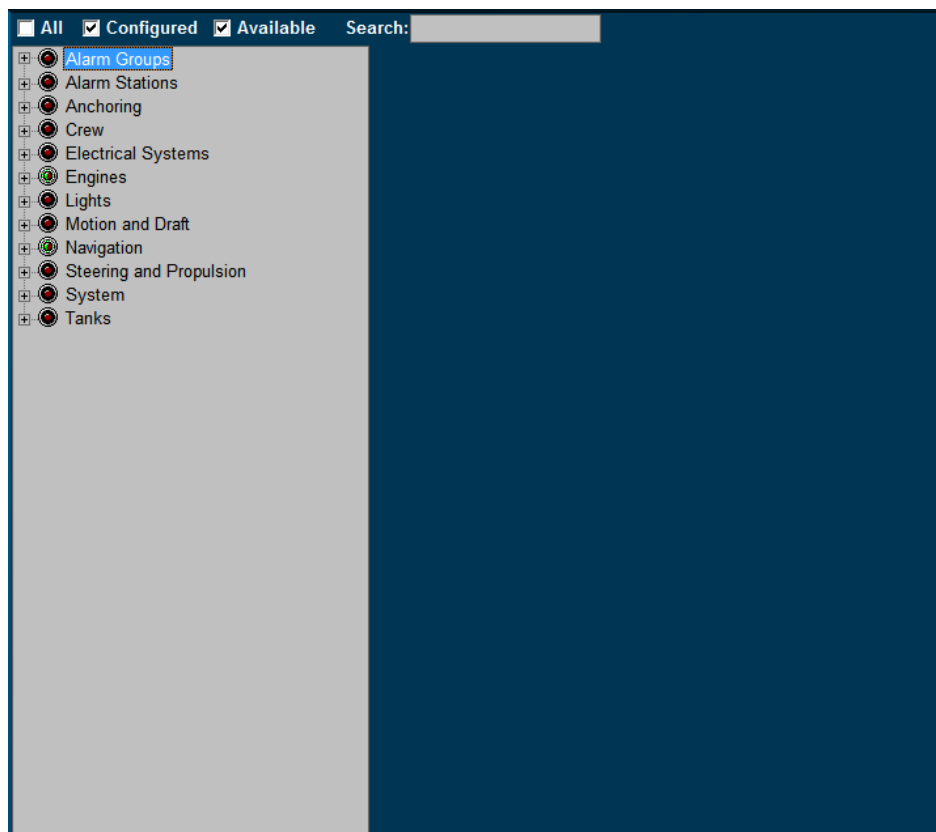 All Configured Available Search:
Alarm Groups
Alarm Stations
Anchoring
Crew
Electrical Systems
Engines
Lights
Motion and Draft
Navigation
Steering and Propulsion
System
Tanks